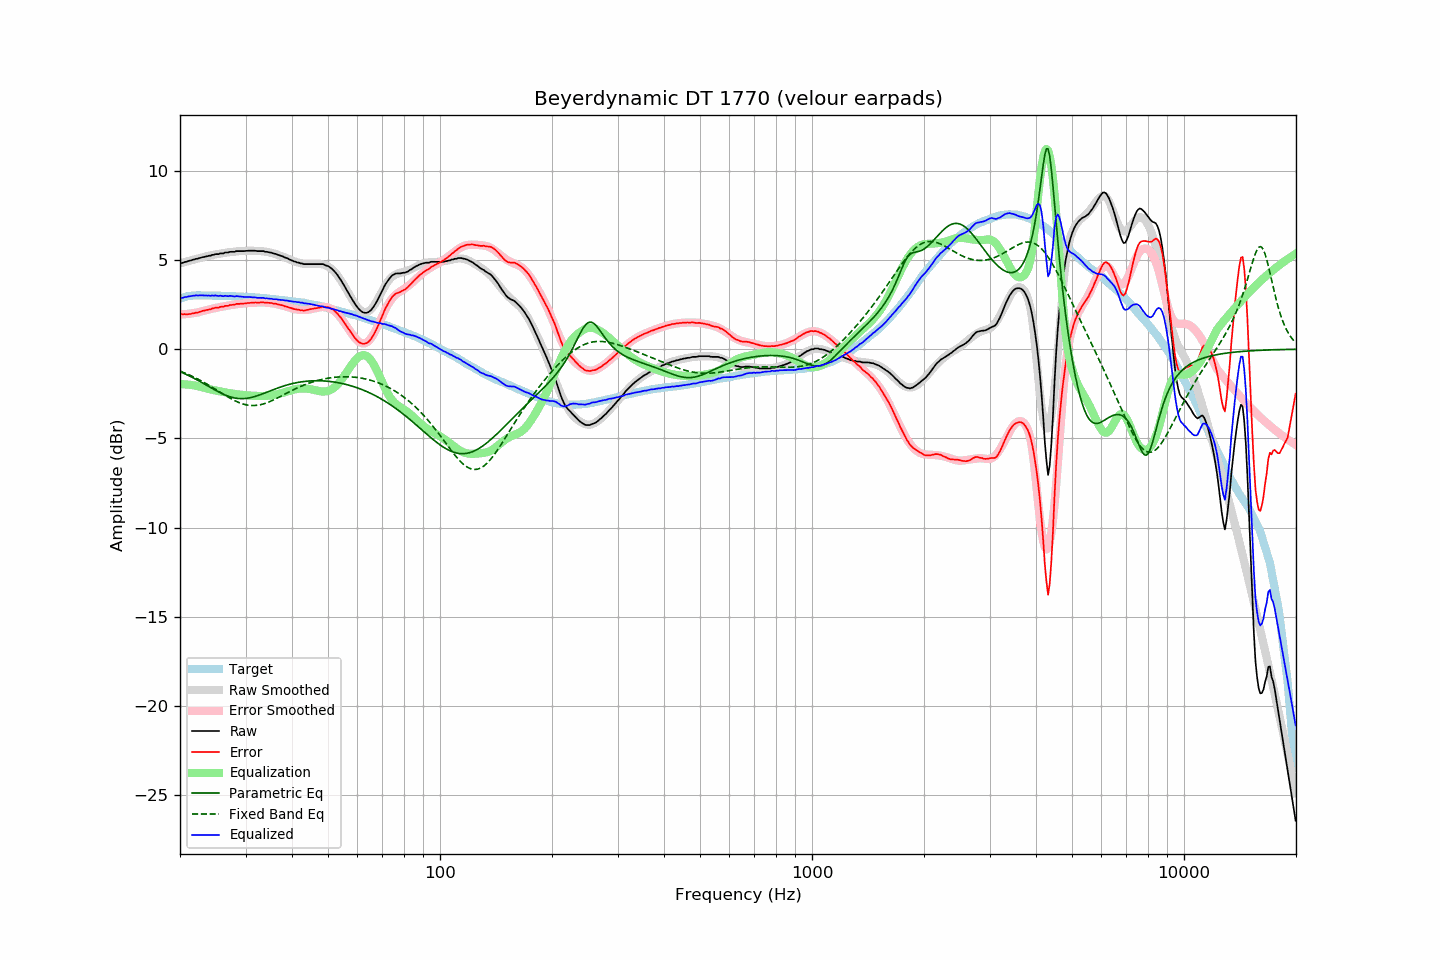 Beyerdynamic DT 1770 (velour earpads)
Amplitude (dBr)
10
5
0
−5
−10
−15
−20
−25
Target
Raw Smoothed
Error Smoothed
Raw
Error
Equalization
Parametric Eq
Fixed Band Eq
Equalized
100 1000 10000
Frequency (Hz)